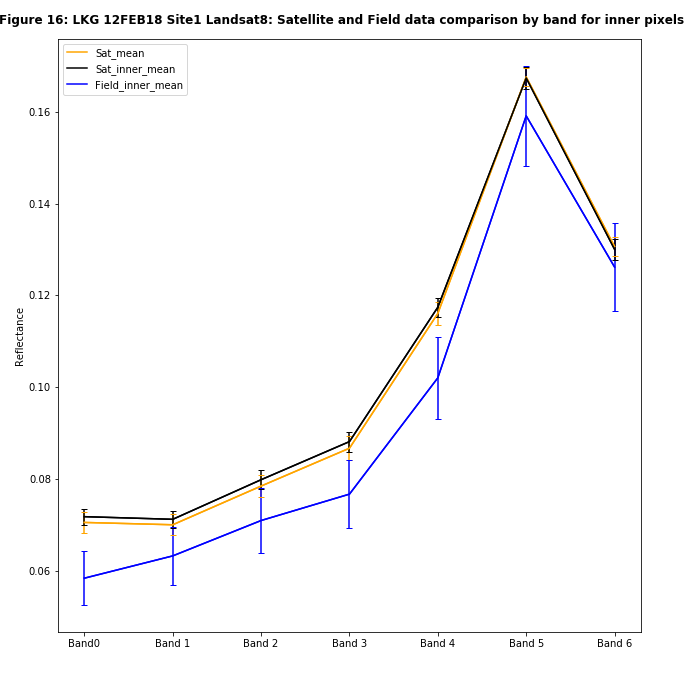 Figure 16: LKG 12FEB18 Site1 Landsat8: Satellite and Field data comparison by band for inner pixels
Sat_mean
Sat_inner_mean
Field_inner_mean
0.16
0.14
0.12
0.10
0.08
0.06
Reflectance
Band0 Band 1 Band 2 Band 3 Band 4 Band 5 Band 6